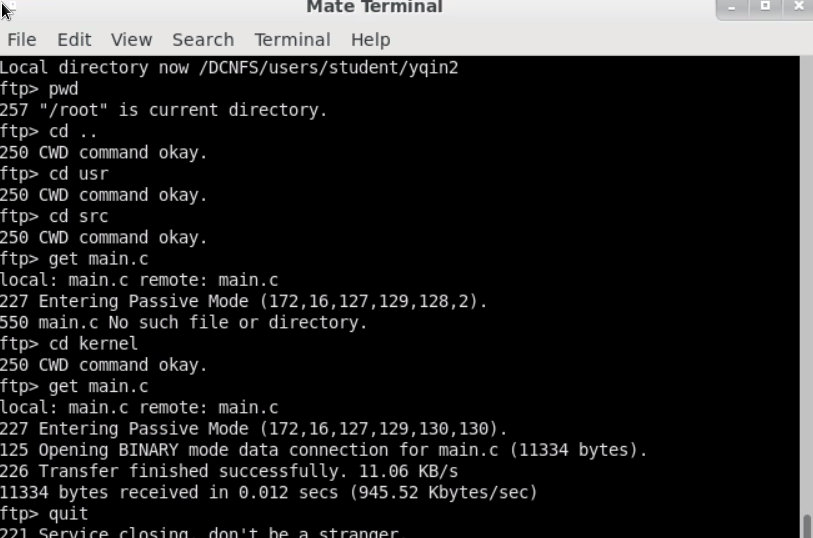 Mate Terminal
File Edit View Search Terminal Help
Local directory now /DCNFS/users/student/yqin2
ftp> pwd
257 "/root" is current directory.
ftp> cd ..
250 CWD command okay.
ftp> cd usr
250 CWD command okay.
ftp> cd src
250 CWD command okay.
ftp> get main.c
local: main.c remote: main.c
227 Entering Passive Mode (172,16,127,129,128,2).
550 main.c No such file or directory.
ftp> cd kernel
250 CWD command okay.
ftp> get main.c
local: main.c remote: main.c
227 Entering Passive Mode (172,16,127,129,130,130).
125 Opening BINARY mode data connection for main.c (11334 bytes).
226 Transfer finished successfully. 11.06 KB/s
11334 bytes received in 0.012 secs (945.52 Kbytes/sec)
ftp> quit
221 Service closing, don't be a stranger